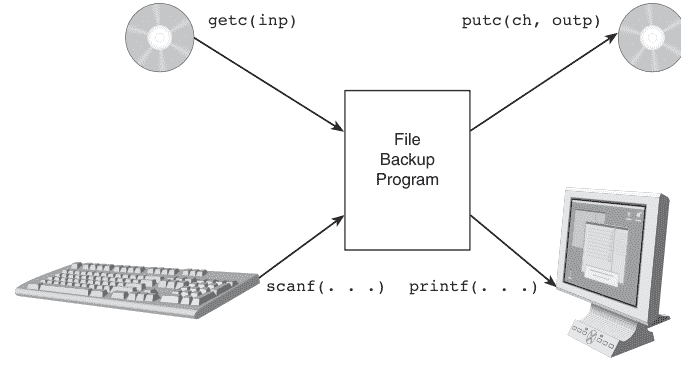 getc(inp)
putc(ch, outp)
File
Backup
Program
scanf(. . .)
printf(. . .)